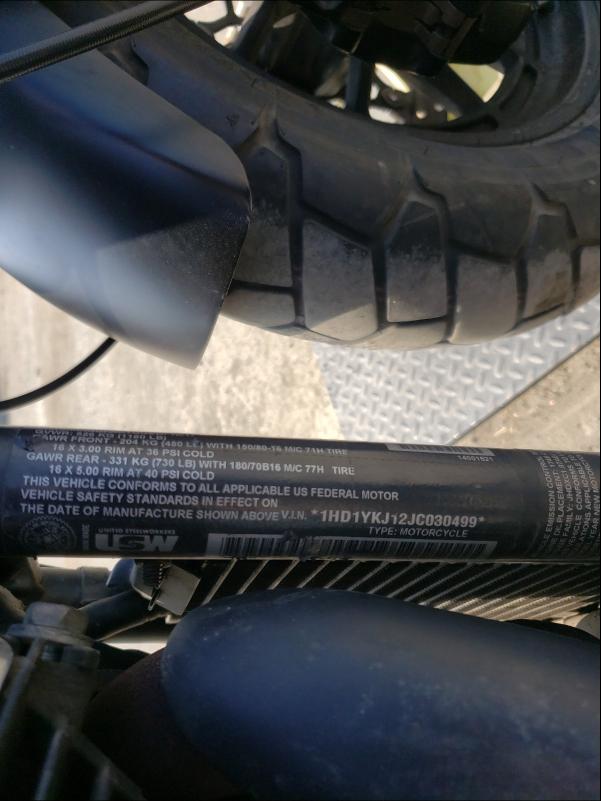 GAWR FRONT - 204 KG (450 LB) WITH 150/80-16 M/C 71H TIRE
16 X 3.00 RIM AT 36 PSI COLD
GAWR REAR - 331 KG (730 LB) WITH 180/70B16 M/C 77H TIRE
16 X 5.00 RIM AT 40 PSI COLD
THIS VEHICLE CONFORMS TO ALL APPLICABLE US FEDERAL MOTOR
VEHICLE SAFETY STANDARDS IN EFFECT ON
THE DATE OF MANUFACTURE SHOWN ABOVE V.I.N. *1HD1YKJ12JC030499*
TYPE: MOTORCYCLE
UNITED STEELWORKERS
USW
14001621